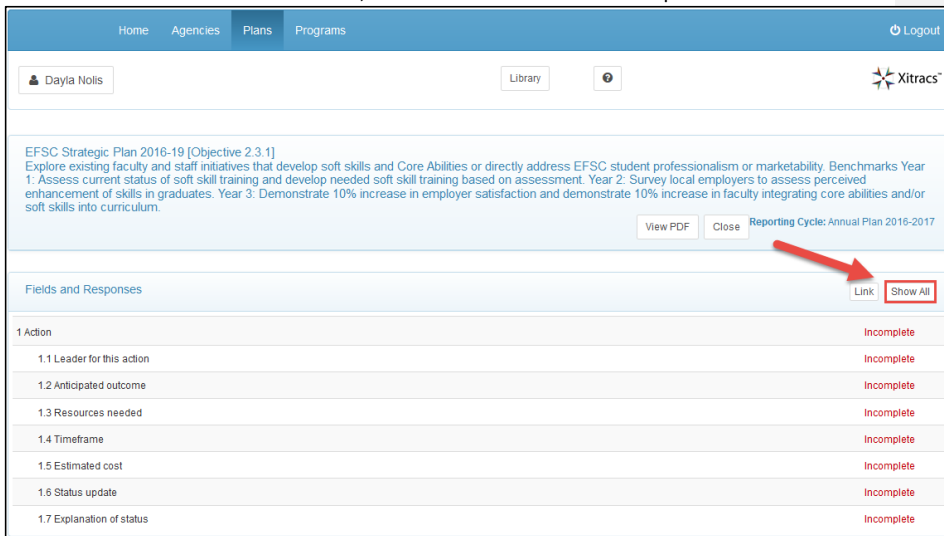 Home Agencies Plans Programs Logout
Dayla Nolis Library Xitracs™
EFSC Strategic Plan 2016-19 [Objective 2.3.1]
Explore existing faculty and staff initiatives that develop soft skills and Core Abilities or directly address EFSC student professionalism or marketability. Benchmarks Year
1: Assess current status of soft skill training and develop needed soft skill training based on assessment. Year 2: Survey local employers to assess perceived
enhancement of skills in graduates. Year 3: Demonstrate 10% increase in employer satisfaction and demonstrate 10% increase in faculty integrating core abilities and/or
soft skills into curriculum.
View PDF Close Reporting Cycle: Annual Plan 2016-2017
Fields and Responses Link Show All
1 Action Incomplete
1.1 Leader for this action Incomplete
1.2 Anticipated outcome Incomplete
1.3 Resources needed Incomplete
1.4 Timeframe Incomplete
1.5 Estimated cost Incomplete
1.6 Status update Incomplete
1.7 Explanation of status Incomplete